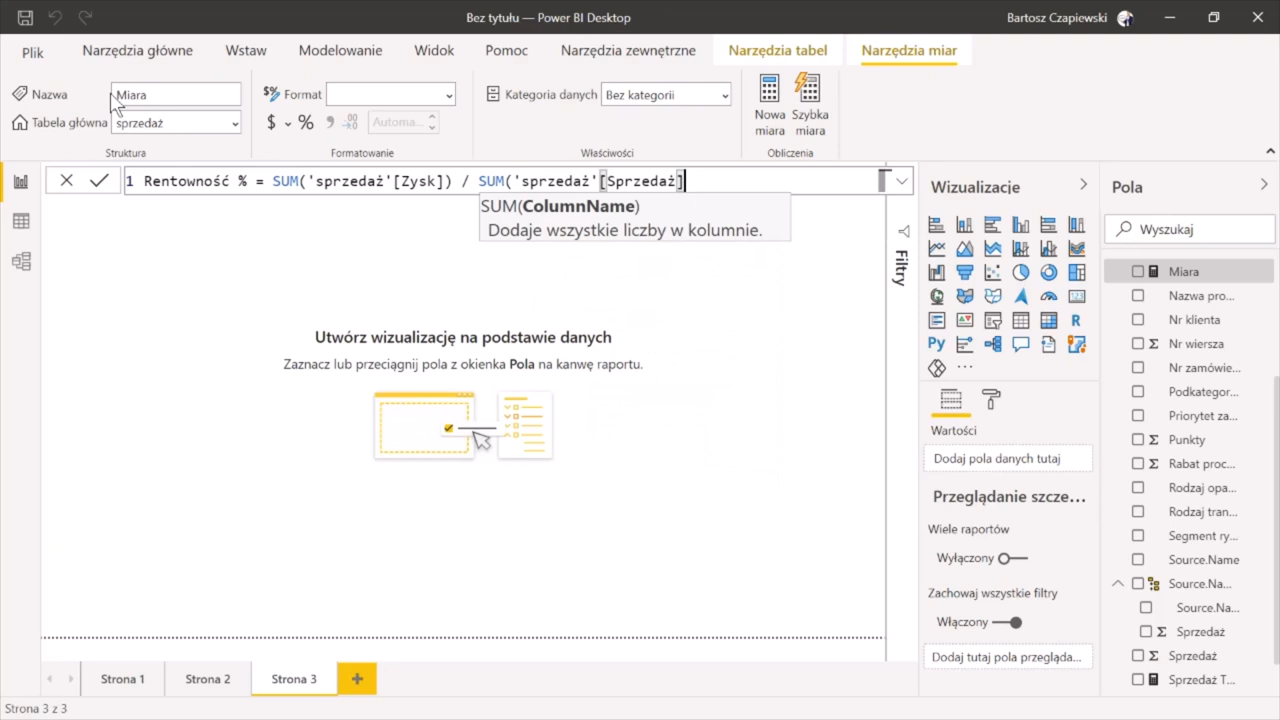 Bez tytułu — Power BI Desktop
Bartosz Czapiewski
Plik
Narzędzia główne
Wstaw
Modelowanie
Widok
Pomoc
Narzędzia zewnętrzne
Narzędzia tabel
Narzędzia miar
Nazwa
Miara
Tabela główna
sprzedaż
Struktura
Format
$
%
Automa...
Formatowanie
Kategoria danych
Bez kategorii
Właściwości
Nowa
miara
Szybka
miara
Obliczenia
1 Rentowność % = SUM('sprzedaż'[Zysk]) / SUM('sprzedaż'[Sprzedaż]
SUM(ColumnName)
Dodaje wszystkie liczby w kolumnie.
Utwórz wizualizację na podstawie danych
Zaznacz lub przeciągnij pola z okienka Pola na kanwę raportu.
Filtry
Wizualizacje
R
Py
...
Wartości
Dodaj pola danych tutaj
Przeglądanie szcze...
Wiele raportów
Wyłączony
Zachowaj wszystkie filtry
Włączony
Dodaj tutaj pola przegląda...
Pola
Wyszukaj
Miara
Nazwa pro...
Nr klienta
Nr wiersza
Nr zamówie...
Podkategor...
Priorytet za...
Punkty
Rabat proc...
Rodzaj opa...
Rodzaj tran...
Segment ry...
Source.Name
Source.Na...
Source.Na...
Sprzedaż
Sprzedaż
Sprzedaż T...
Strona 1
Strona 2
Strona 3
Strona 3 z 3